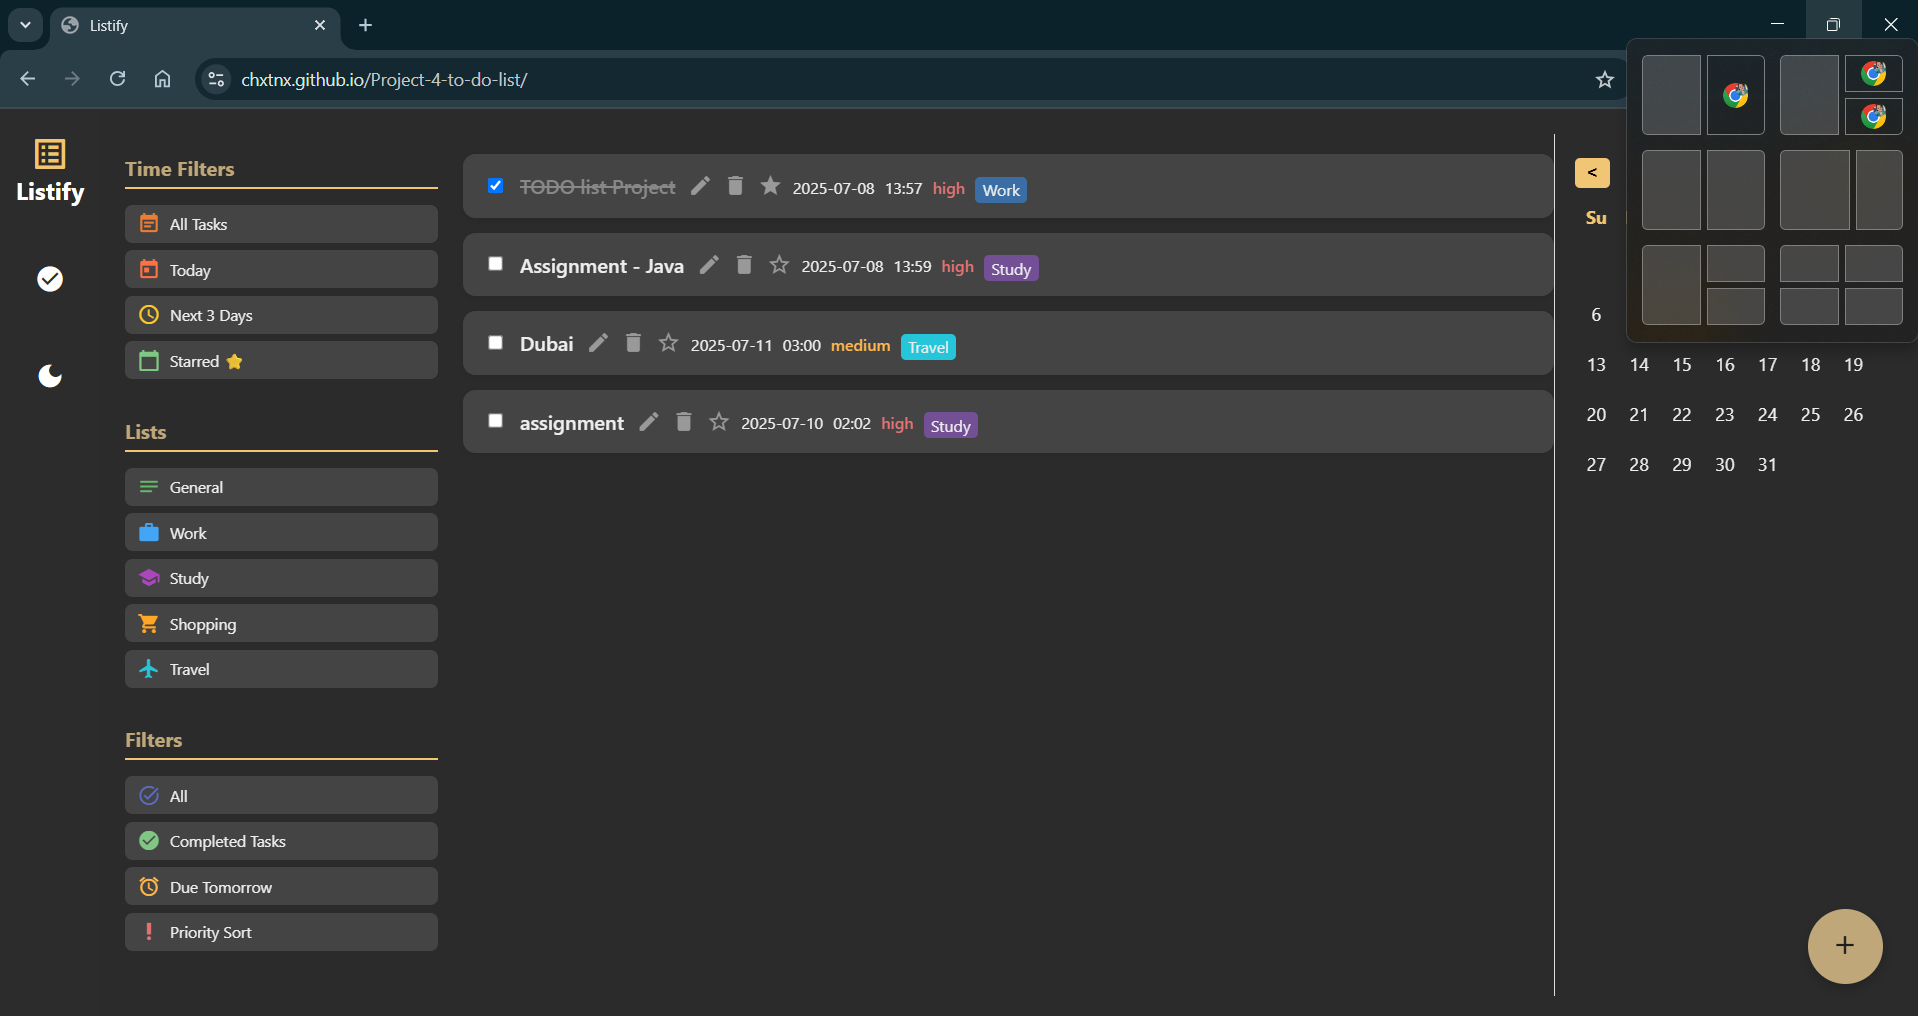 Listify
chxtnx.github.io/Project-4-to-do-list/
Listify
Time Filters
All Tasks
Today
Next 3 Days
Starred
Lists
General
Work
Study
Shopping
Travel
Filters
All
Completed Tasks
Due Tomorrow
Priority Sort
TODO list Project 2025-07-08 13:57 high Work
Assignment - Java 2025-07-08 13:59 high Study
Dubai 2025-07-11 03:00 medium Travel
assignment 2025-07-10 02:02 high Study
<
Su
6
13 14 15 16 17 18 19
20 21 22 23 24 25 26
27 28 29 30 31
+